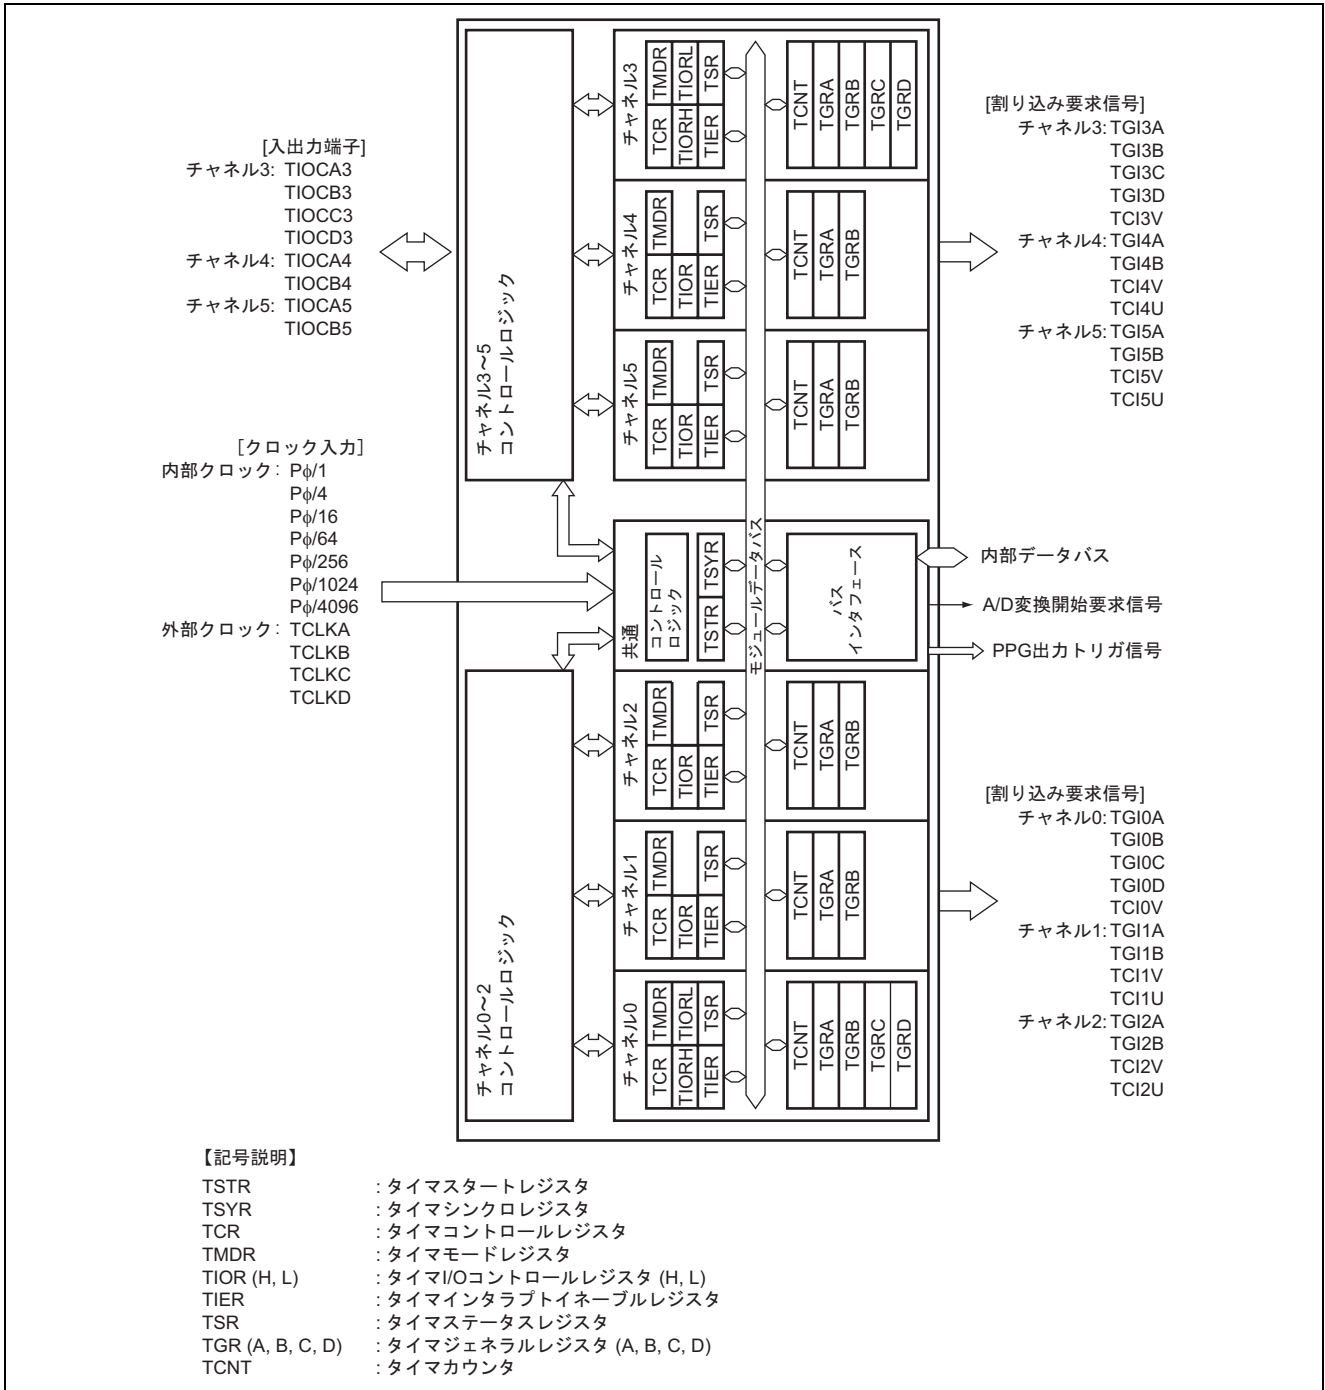 [入出力端子]
チャネル3: TIOCA3
TIOCB3
TIOCC3
TIOCD3
チャネル4: TIOCA4
TIOCB4
チャネル5: TIOCA5
TIOCB5
[クロック入力]
内部クロック: Pφ/1
Pφ/4
Pφ/16
Pφ/64
Pφ/256
Pφ/1024
Pφ/4096
外部クロック: TCLKA
TCLKB
TCLKC
TCLKD
チャネル3~5
コントロールロジック
チャネル0~2
コントロールロジック
チャネル3
TCR TMDR
TIORH TIORL
TIER TSR
TCNT
TGRA
TGRB
TGRC
TGRD
チャネル4
TCR TMDR
TIOR
TIER TSR
TCNT
TGRA
TGRB
チャネル5
TCR TMDR
TIOR
TIER TSR
TCNT
TGRA
TGRB
共通
コントロール
ロジック
TSTR TSYR
モジュールデータバス
バス
インタフェース
チャネル2
TCR TMDR
TIOR
TIER TSR
TCNT
TGRA
TGRB
チャネル1
TCR TMDR
TIOR
TIER TSR
TCNT
TGRA
TGRB
チャネル0
TCR TMDR
TIORH TIORL
TIER TSR
TCNT
TGRA
TGRB
TGRC
TGRD
[割り込み要求信号]
チャネル3: TGI3A
TGI3B
TGI3C
TGI3D
TCI3V
チャネル4: TGI4A
TGI4B
TCI4V
TCI4U
チャネル5: TGI5A
TGI5B
TCI5V
TCI5U
内部データバス
A/D変換開始要求信号
PPG出力トリガ信号
[割り込み要求信号]
チャネル0: TGI0A
TGI0B
TGI0C
TGI0D
TCI0V
チャネル1: TGI1A
TGI1B
TCI1V
TCI1U
チャネル2: TGI2A
TGI2B
TCI2V
TCI2U
【記号説明】
TSTR : タイマスタートレジスタ
TSYR : タイマシンクロレジスタ
TCR : タイマコントロールレジスタ
TMDR : タイマモードレジスタ
TIOR (H, L) : タイマI/Oコントロールレジスタ (H, L)
TIER : タイマインタラプトイネーブルレジスタ
TSR : タイマステータスレジスタ
TGR (A, B, C, D) : タイマジェネラルレジスタ (A, B, C, D)
TCNT : タイマカウンタ